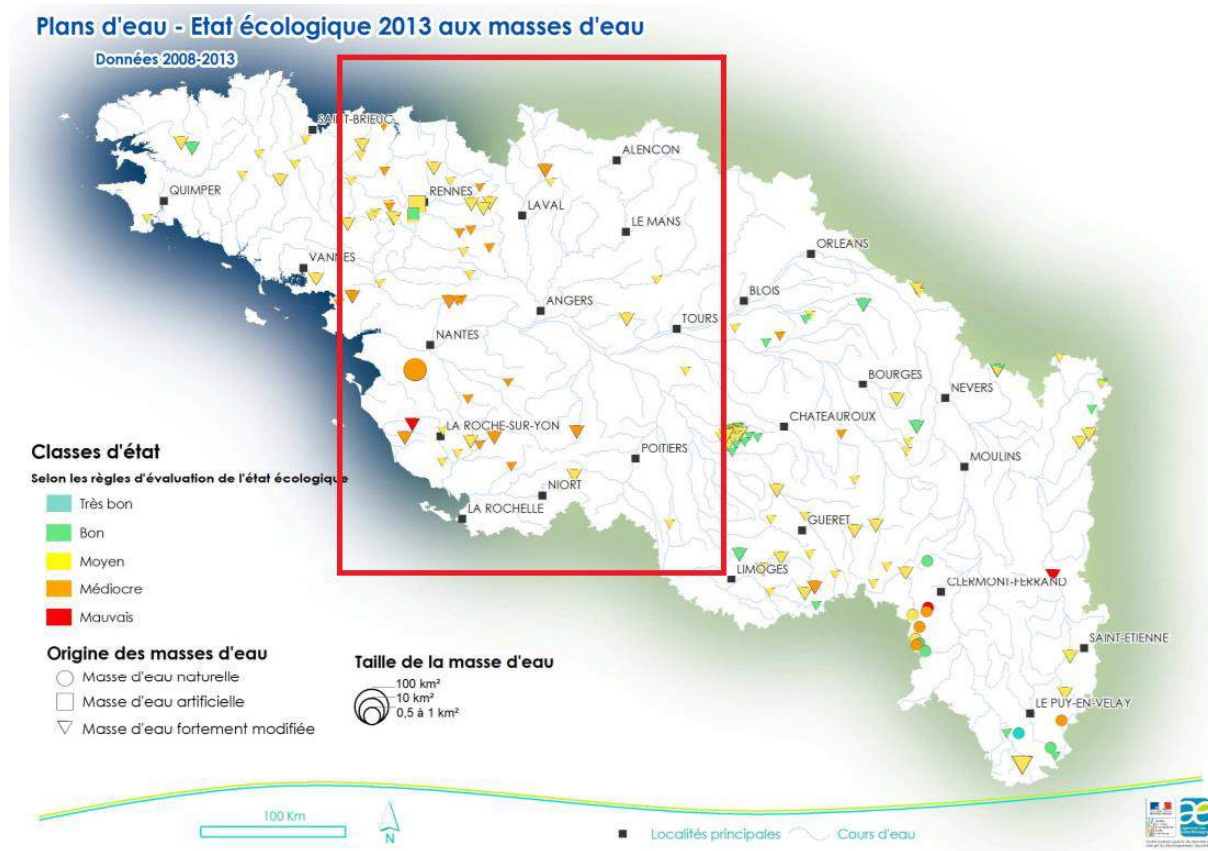 Plans d'eau - Etat écologique 2013 aux masses d'eau
Données 2008-2013
SAINT-BRIEUC
ALENCON
QUIMPER
RENNES
LAVAL
LE MANS
ORLEANS
VANNES
BLOIS
ANGERS
TOURS
NANTES
BOURGES
NEVERS
CHATEAUROUX
LA ROCHE-SUR-YON
POITIERS
MOULINS
NIORT
LA ROCHELLE
GUERET
LIMOGES
CLERMONT-FERRAND
SAINT-ETIENNE
LE PUY-EN-VELAY
Classes d'état
Selon les règles d'évaluation de l'état écologique
Très bon
Bon
Moyen
Médiocre
Mauvais
Origine des masses d'eau
Masse d'eau naturelle
Masse d'eau artificielle
Masse d'eau fortement modifiée
Taille de la masse d'eau
100 km²
10 km²
0,5 à 1 km²
100 Km
N
Localités principales
Cours d'eau